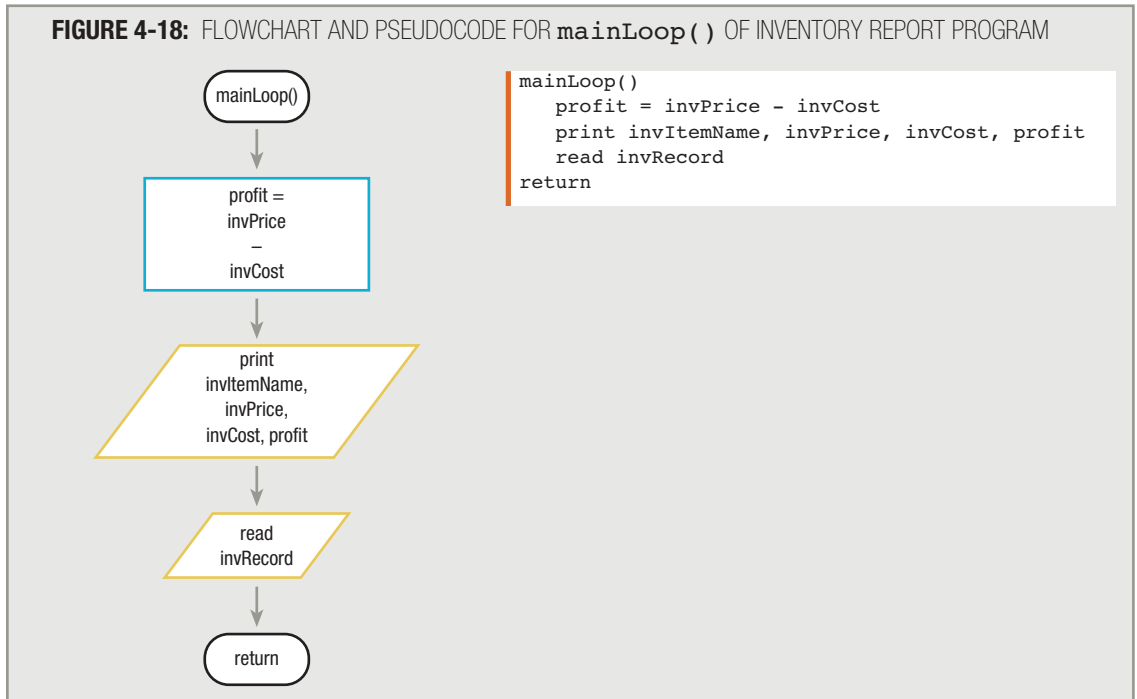 FIGURE 4-18: FLOWCHART AND PSEUDOCODE FOR mainLoop() OF INVENTORY REPORT PROGRAM
mainLoop()
profit =
invPrice
–
invCost
print
invItemName,
invPrice,
invCost, profit
read
invRecord
return
mainLoop()
profit = invPrice - invCost
print invItemName, invPrice, invCost, profit
read invRecord
return